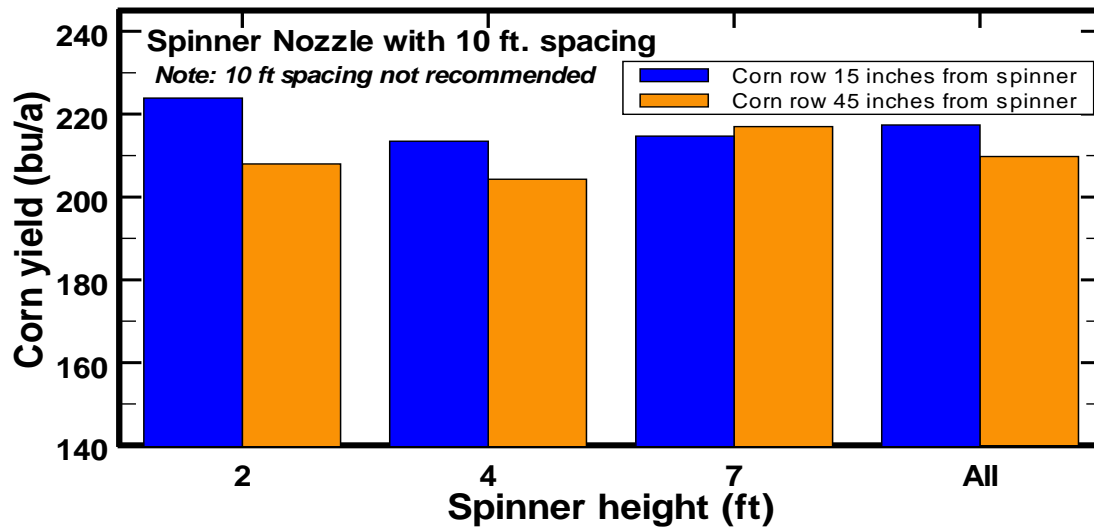 Spinner Nozzle with 10 ft. spacing
Note: 10 ft spacing not recommended
Corn row 15 inches from spinner
Corn row 45 inches from spinner
Corn yield (bu/a)
240
220
200
180
160
140
2 4 7 All
Spinner height (ft)